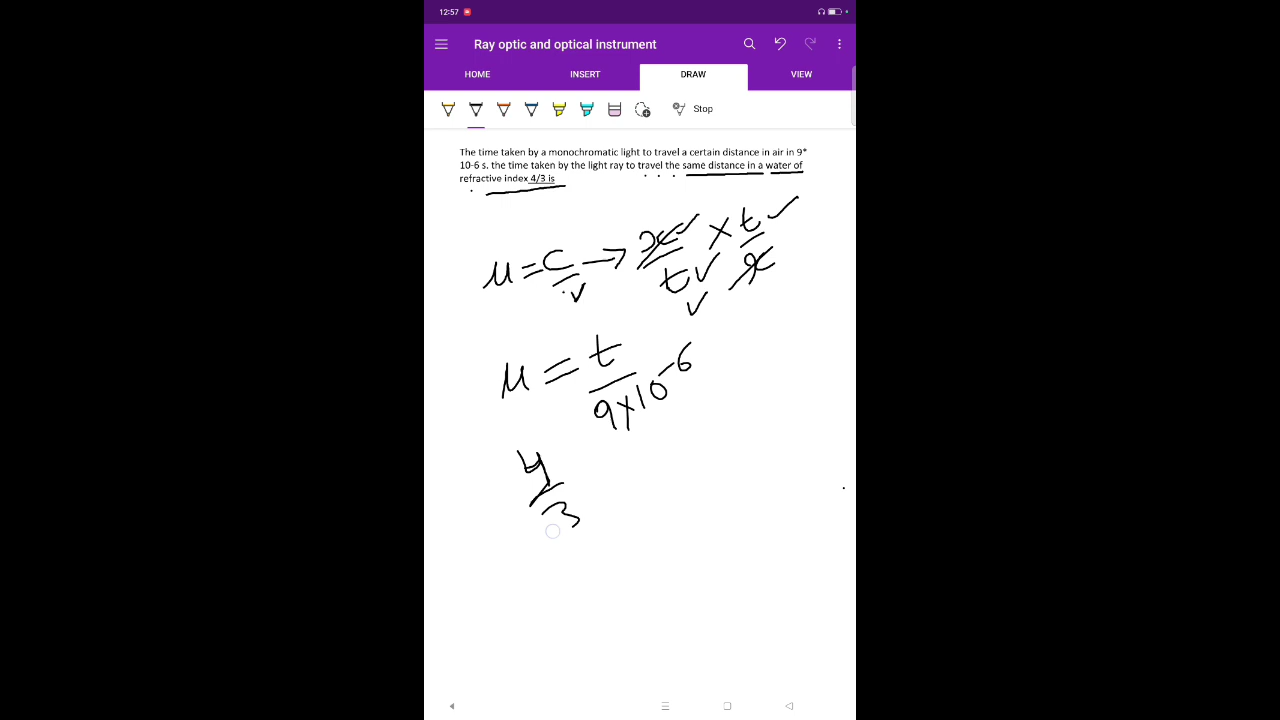 12:57
Ray optic and optical instrument
HOME INSERT DRAW VIEW
Stop
The time taken by a monochromatic light to travel a certain distance in air in 9*
10-6 s. the time taken by the light ray to travel the same distance in a water of
refractive index 4/3 is
μ = c/v → x/t × t/x
μ = t/9×10^-6
4/3